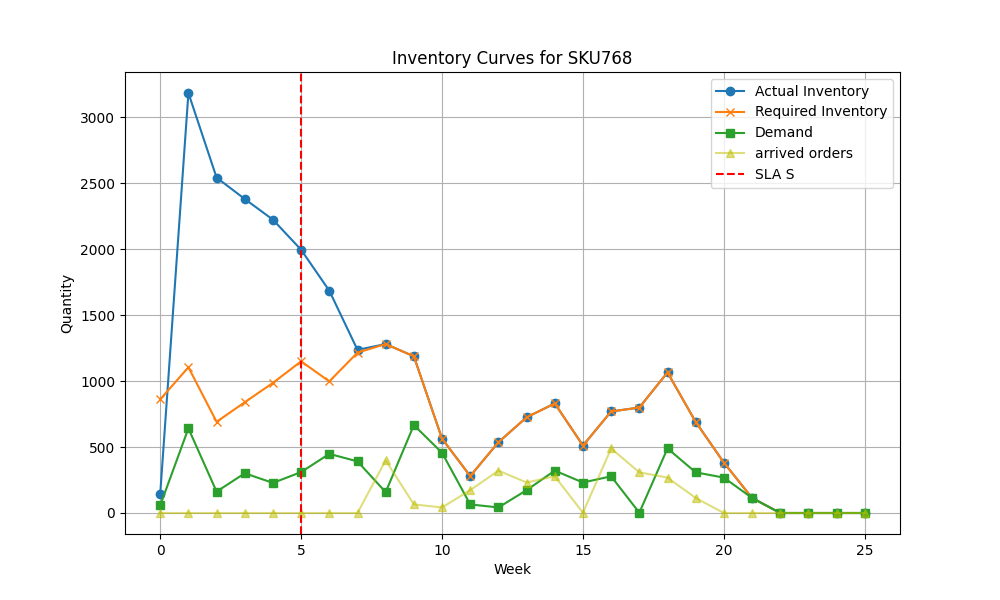 Inventory Curves for SKU768
Actual Inventory
Required Inventory
Demand
arrived orders
SLA S
Quantity
3000
2500
2000
1500
1000
500
0
0 5 10 15 20 25
Week